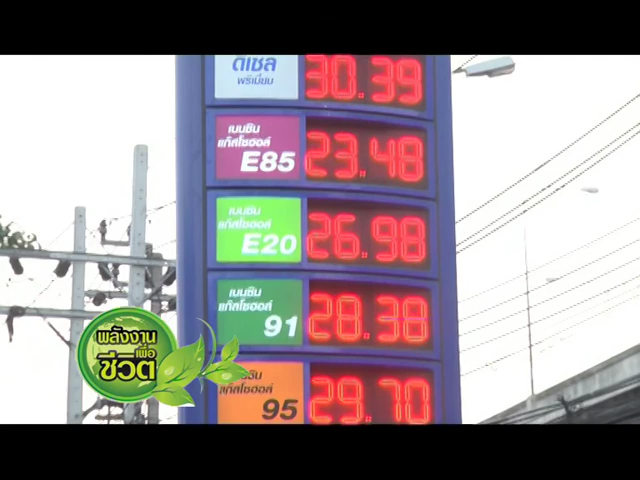 ดีเซล
พรีเมี่ยม
30.39
เบนซิน
แก๊สโซฮอล์
E85
23.48
เบนซิน
แก๊สโซฮอล์
E20
26.98
เบนซิน
แก๊สโซฮอล์
91
28.38
แก๊สโซฮอล์
95
29.70
พลังงาน
เพื่อ
ชีวิต